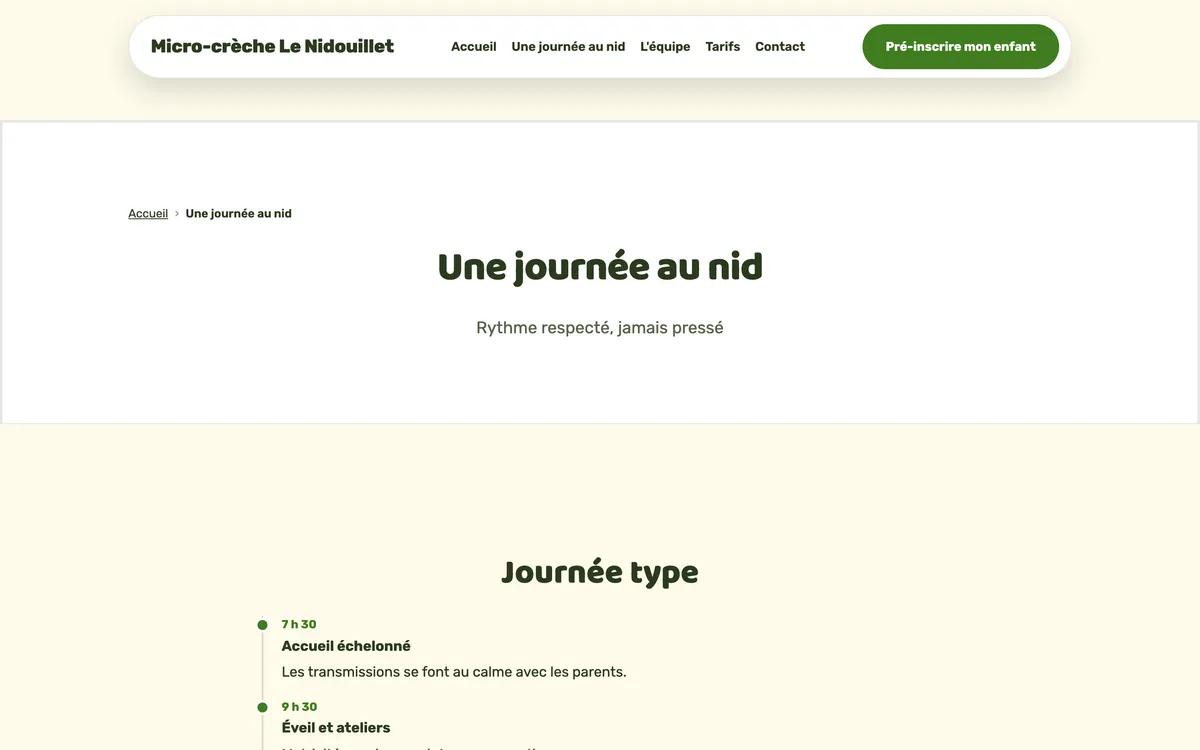 Micro-crèche Le Nidouillet
Accueil
Une journée au nid
L'équipe
Tarifs
Contact
Pré-inscrire mon enfant
Accueil › Une journée au nid
Une journée au nid
Rythme respecté, jamais pressé
Journée type
7 h 30
Accueil échelonné
Les transmissions se font au calme avec les parents.
9 h 30
Éveil et ateliers